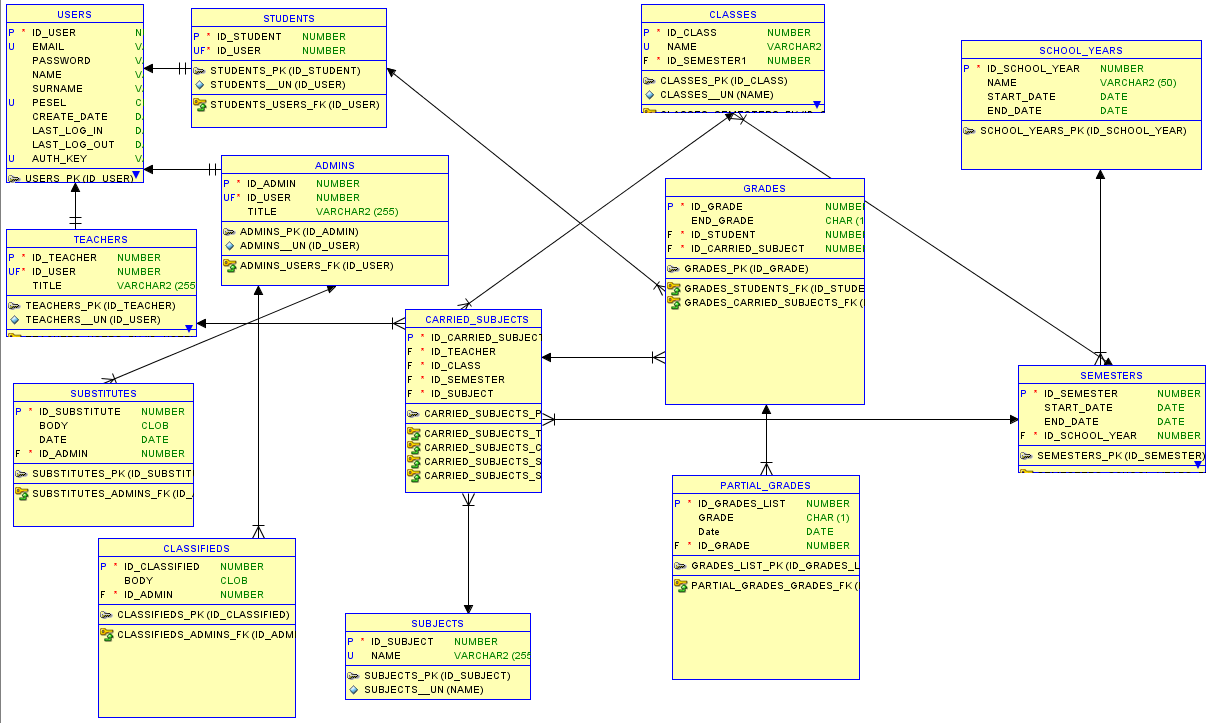 USERS
P * ID_USER N
U EMAIL V
PASSWORD V
NAME V
SURNAME V
U PESEL C
CREATE_DATE D
LAST_LOG_IN D
LAST_LOG_OUT D
U AUTH_KEY V
USERS_PK (ID_USER)
STUDENTS
P * ID_STUDENT NUMBER
UF* ID_USER NUMBER
STUDENTS_PK (ID_STUDENT)
STUDENTS__UN (ID_USER)
STUDENTS_USERS_FK (ID_USER)
CLASSES
P * ID_CLASS NUMBER
U NAME VARCHAR2
F * ID_SEMESTER1 NUMBER
CLASSES_PK (ID_CLASS)
CLASSES__UN (NAME)
SCHOOL_YEARS
P * ID_SCHOOL_YEAR NUMBER
NAME VARCHAR2 (50)
START_DATE DATE
END_DATE DATE
SCHOOL_YEARS_PK (ID_SCHOOL_YEAR)
ADMINS
P * ID_ADMIN NUMBER
UF* ID_USER NUMBER
TITLE VARCHAR2 (255)
ADMINS_PK (ID_ADMIN)
ADMINS__UN (ID_USER)
ADMINS_USERS_FK (ID_USER)
GRADES
P * ID_GRADE NUMBE
END_GRADE CHAR (1
F * ID_STUDENT NUMBE
F * ID_CARRIED_SUBJECT NUMBE
GRADES_PK (ID_GRADE)
GRADES_STUDENTS_FK (ID_STUDE
GRADES_CARRIED_SUBJECTS_FK (
TEACHERS
P * ID_TEACHER NUMBER
UF* ID_USER NUMBER
TITLE VARCHAR2 (255
TEACHERS_PK (ID_TEACHER)
TEACHERS__UN (ID_USER)
CARRIED_SUBJECTS
P * ID_CARRIED_SUBJECT
F * ID_TEACHER
F * ID_CLASS
F * ID_SEMESTER
F * ID_SUBJECT
CARRIED_SUBJECTS_P
CARRIED_SUBJECTS_T
CARRIED_SUBJECTS_C
CARRIED_SUBJECTS_S
CARRIED_SUBJECTS_S
SEMESTERS
P * ID_SEMESTER NUMBER
START_DATE DATE
END_DATE DATE
F * ID_SCHOOL_YEAR NUMBER
SEMESTERS_PK (ID_SEMESTER)
SUBSTITUTES
P * ID_SUBSTITUTE NUMBER
BODY CLOB
DATE DATE
F * ID_ADMIN NUMBER
SUBSTITUTES_PK (ID_SUBSTIT
SUBSTITUTES_ADMINS_FK (ID_
PARTIAL_GRADES
P * ID_GRADES_LIST NUMBER
GRADE CHAR (1)
Date DATE
F * ID_GRADE NUMBER
GRADES_LIST_PK (ID_GRADES_L
PARTIAL_GRADES_GRADES_FK (
CLASSIFIEDS
P * ID_CLASSIFIED NUMBER
BODY CLOB
F * ID_ADMIN NUMBER
CLASSIFIEDS_PK (ID_CLASSIFIED)
CLASSIFIEDS_ADMINS_FK (ID_ADMI
SUBJECTS
P * ID_SUBJECT NUMBER
U NAME VARCHAR2 (255
SUBJECTS_PK (ID_SUBJECT)
SUBJECTS__UN (NAME)